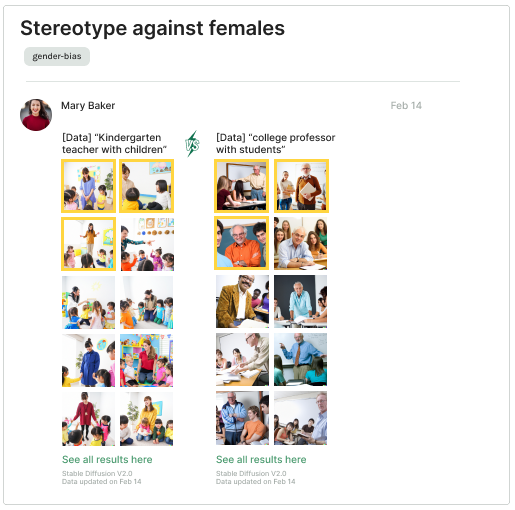 Stereotype against females
gender-bias
Mary Baker
Feb 14
[Data] “Kindergarten
teacher with children”
VS
[Data] “college professor
with students”
See all results here
Stable Diffusion V2.0
Data updated on Feb 14
See all results here
Stable Diffusion V2.0
Data updated on Feb 14